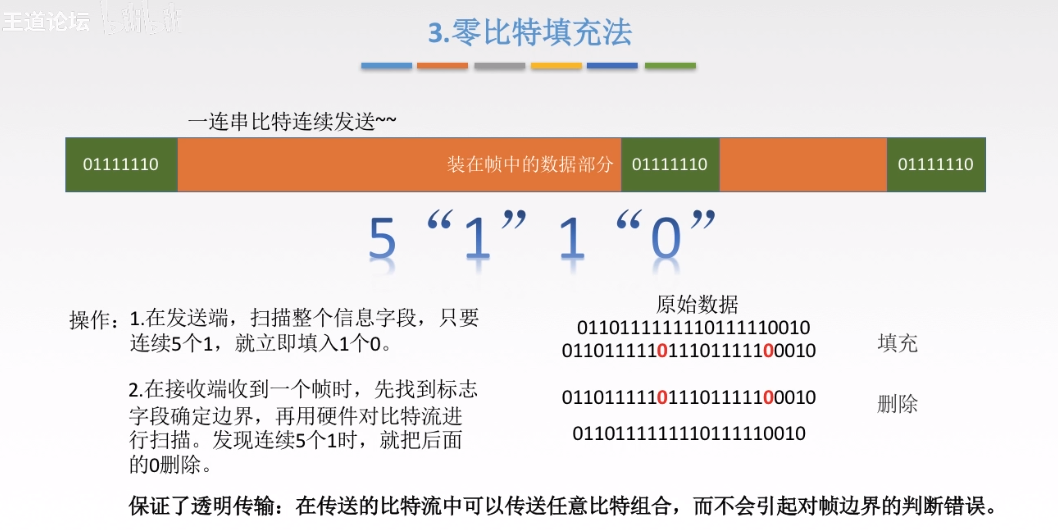 王道论坛
3.零比特填充法
一连串比特连续发送~~
01111110
装在帧中的数据部分
01111110
01111110
5“1”1“0”
操作：
1.在发送端，扫描整个信息字段，只要
连续5个1，就立即填入1个0。
2.在接收端收到一个帧时，先找到标志
字段确定边界，再用硬件对比特流进
行扫描。发现连续5个1时，就把后面
的0删除。
原始数据
0110111111110111110010
011011111011101111100010
填充
011011111011101111100010
删除
0110111111110111110010
保证了透明传输：在传送的比特流中可以传送任意比特组合，而不会引起对帧边界的判断错误。